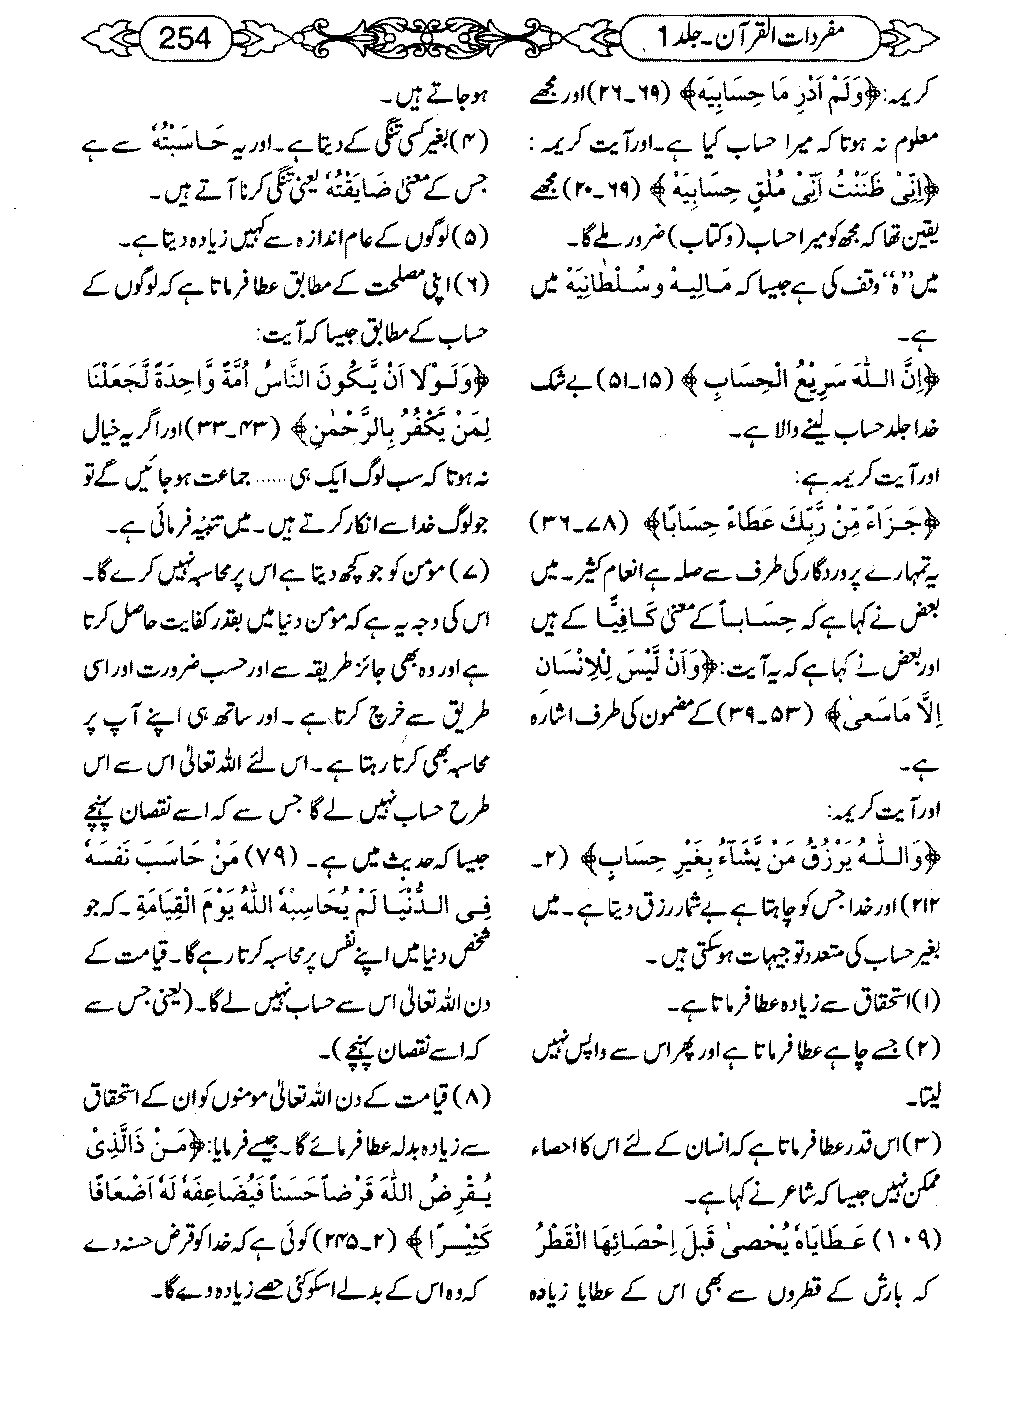 مفردات القرآن۔ جلد 1
254
کریمہ:﴿وَلَمْ اَدْرِ مَا حِسَابِیَه﴾ (۶۹۔۲۶) اور مجھے
معلوم نہ ہوتا کہ میرا حساب کیا ہے۔ اور آیت کریمہ :
﴿اِنِّیْ ظَنَنْتُ اَنِّیْ مُلٰقٍ حِسَابِیَهْ﴾ (۶۹۔۲۰) مجھے
یقین تھا کہ مجھ کو میرا حساب (و کتاب) ضرور ملے گا۔
میں ”ہ“ وقف کی ہے جیسا کہ مَالِیهْ وسُلْطَانِیَهْ میں
ہے۔
﴿اِنَّ اللّٰهَ سَرِیْعُ الْحِسَابِ﴾ (۱۵۔۵۱) بے شک
خدا جلد حساب لینے والا ہے۔
اور آیت کریمہ ہے:
﴿جَزَاءً مِّنْ رَّبِّكَ عَطَاءً حِسَابًا﴾ (۷۸۔۳۶)
یہ تمہارے پروردگار کی طرف سے صلہ ہے انعام کثیر۔ میں
بعض نے کہا ہے کہ حِسَاباً کے معنی كَافِيًا کے ہیں
اور بعض نے کہا ہے کہ یہ آیت:﴿وَاَنْ لَّیْسَ لِلْاِنْسَانِ
اِلَّا مَا سَعٰی﴾ (۵۳۔۳۹) کے مضمون کی طرف اشارہ
ہے۔
اور آیت کریمہ:
﴿وَاللّٰهُ یَرْزُقُ مَنْ یَّشَآءُ بِغَیْرِ حِسَابٍ﴾ (۲۔
۲۱۲) اور خدا جس کو چاہتا ہے بے شمار رزق دیتا ہے۔ میں
بغیر حساب کی متعدد توجیہات ہوسکتی ہیں۔
(۱) استحقاق سے زیادہ عطا فرماتا ہے۔
(۲) جسے چاہے عطا فرماتا ہے اور پھر اس سے واپس نہیں
لیتا۔
(۳) اس قدر عطا فرماتا ہے کہ انسان کے لئے اس کا احصاء
ممکن نہیں جیسا کہ شاعر نے کہا ہے۔
(۱۰۹) عَطَایَاهُ یُحْصیٰ قَبلَ اِحْصَائِهَا الْقَطْرُ
کہ بارش کے قطروں سے بھی اس کے عطایا زیادہ
ہوجاتے ہیں۔
(۴) بغیر کسی تنگی کے دیتا ہے۔ اور یہ حَاسَبْتُهٗ سے ہے
جس کے معنی ضَایَقْتُهٗ یعنی تنگی کرنا آتے ہیں۔
(۵) لوگوں کے عام اندازہ سے کہیں زیادہ دیتا ہے۔
(۶) اپنی مصلحت کے مطابق عطا فرماتا ہے کہ لوگوں کے
حساب کے مطابق جیسا کہ آیت:
﴿وَلَوْلَا اَنْ یَّكُونَ النَّاسُ اُمَّةً وَّاحِدَةً لَّجَعَلْنَا
لِمَنْ یَّكْفُرُ بِالرَّحْمٰنِ﴾ (۴۳۔۳۳) اور اگر یہ خیال
نہ ہوتا کہ سب لوگ ایک ہی ...... جماعت ہوجائیں گے تو
جو لوگ خدا سے انکار کرتے ہیں۔ میں تنبیہ فرمائی ہے۔
(۷) مؤمن کو جو کچھ دیتا ہے اس پر محاسبہ نہیں کرے گا۔
اس کی وجہ یہ ہے کہ مؤمن دنیا میں بقدر کفایت حاصل کرتا
ہے اور وہ بھی جائز طریقہ سے اور حسب ضرورت اور اسی
طریق سے خرچ کرتا ہے۔ اور ساتھ ہی اپنے آپ پر
محاسبہ بھی کرتا رہتا ہے۔ اس لئے اللہ تعالیٰ اس سے اس
طرح حساب نہیں لے گا جس سے کہ اسے نقصان پہنچے
جیسا کہ حدیث میں ہے۔ (۷۹) مَنْ حَاسَبَ نَفْسَهٗ
فِی الدُّنْیَا لَمْ یُحَاسِبْهُ اللّٰهُ یَوْمَ الْقِیَامَةِ۔ کہ جو
شخص دنیا میں اپنے نفس پر محاسبہ کرتا رہے گا۔ قیامت کے
دن اللہ تعالیٰ اس سے حساب نہیں لے گا۔ (یعنی جس سے
کہ اسے نقصان پہنچے)۔
(۸) قیامت کے دن اللہ تعالیٰ مومنوں کو ان کے استحقاق
سے زیادہ بدلہ عطا فرمائے گا۔ جیسے فرمایا:﴿مَنْ ذَالَّذِیْ
یُقْرِضُ اللّٰهَ قَرْضاً حَسَناً فَیُضَاعِفَهٗ لَهٗ اَضْعَافًا
كَثِیْرًا﴾ (۲۔۲۴۵) کوئی ہے کہ خدا کو قرض حسنہ دے
کہ وہ اس کے بدلے اسکو کئی حصے زیادہ دے گا۔